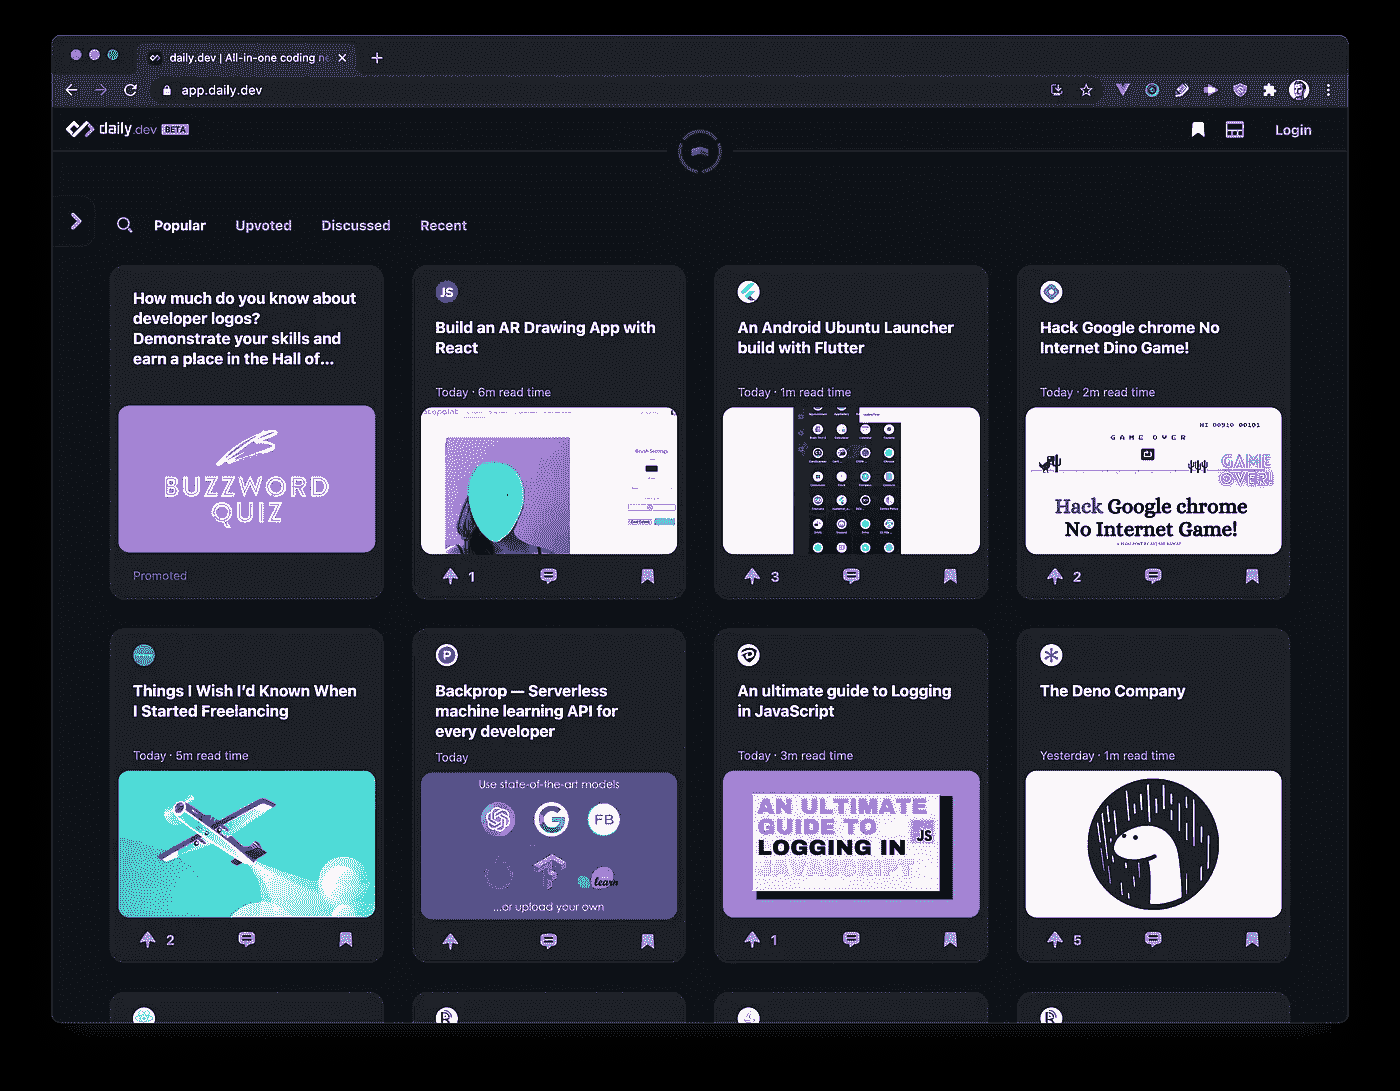 daily.dev | All-in-one coding ne
app.daily.dev
daily.dev BETA
Login
Popular Upvoted Discussed Recent
How much do you know about
developer logos?
Demonstrate your skills and
earn a place in the Hall of...
BUZZWORD
QUIZ
Promoted
JS
Build an AR Drawing App with
React
Today · 6m read time
Brush Settings
1
An Android Ubuntu Launcher
build with Flutter
Today · 1m read time
3
Hack Google chrome No
Internet Dino Game!
Today · 2m read time
HI 00910 00101
GAME OVER
GAME
OVER!
Hack Google chrome
No Internet Game!
2
Things I Wish I'd Known When
I Started Freelancing
Today · 5m read time
2
P
Backprop — Serverless
machine learning API for
every developer
Today
Use state-of-the-art models
G FB
learn
...or upload your own
An ultimate guide to Logging
in JavaScript
Today · 3m read time
AN ULTIMATE
GUIDE TO
JS
LOGGING IN
JAVASCRIPT
1
The Deno Company
Yesterday · 1m read time
5
R
R